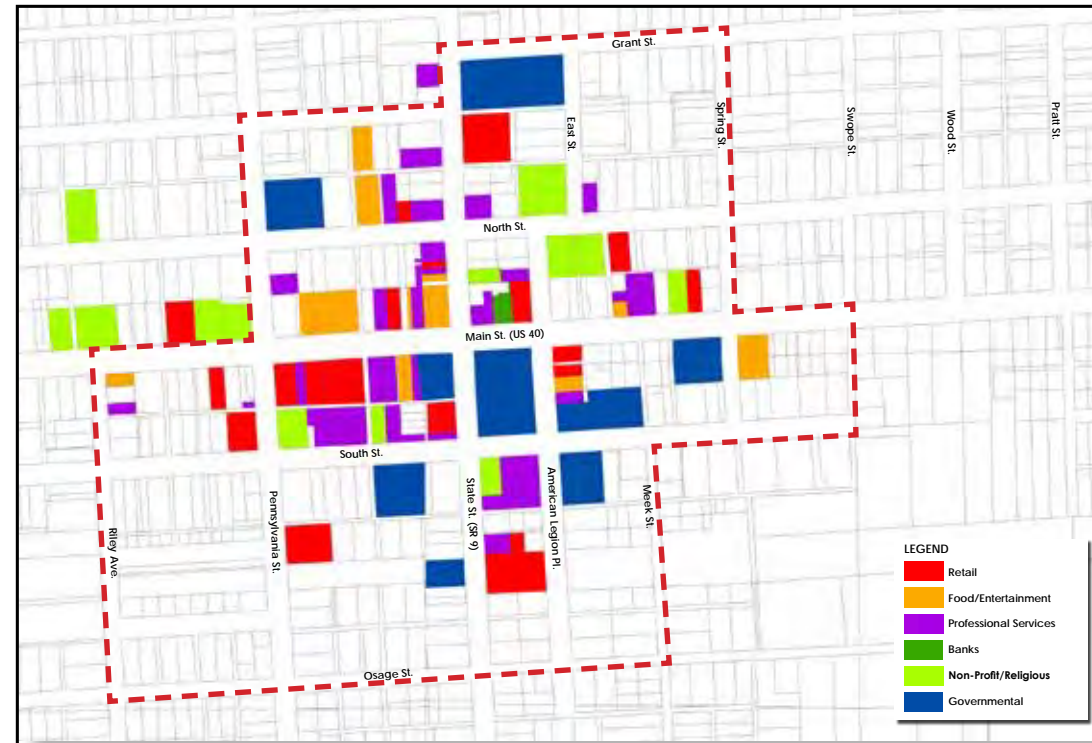 Grant St.
East St.
Spring St.
Swope St.
Wood St.
Pratt St.
North St.
Main St. (US 40)
South St.
Riley Ave.
Pennsylvania St.
State St. (SR 9)
American Legion Pl.
Meek St.
Osage St.
LEGEND
Retail
Food/Entertainment
Professional Services
Banks
Non-Profit/Religious
Governmental